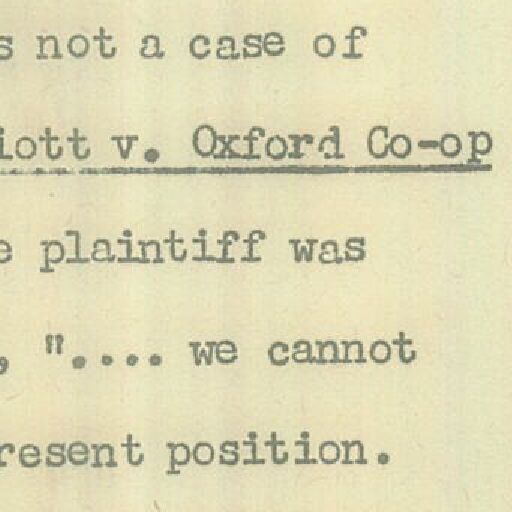 s not a case of
iott v. Oxford Co-op
e plaintiff was
, ".... we cannot
resent position.